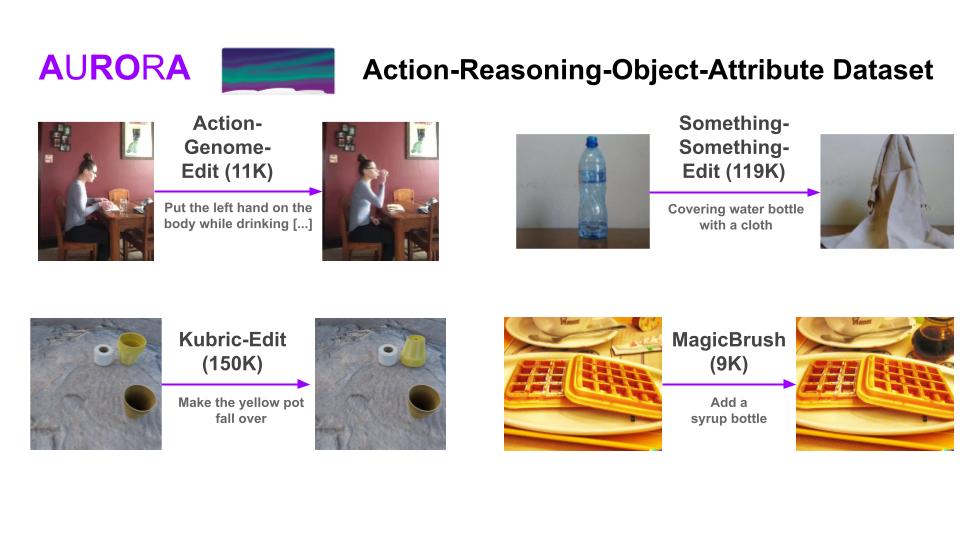 AURORA
Action-Reasoning-Object-Attribute Dataset
Action-
Genome-
Edit (11K)
Put the left hand on the
body while drinking [...]
Something-
Something-
Edit (119K)
Covering water bottle
with a cloth
Kubric-Edit
(150K)
Make the yellow pot
fall over
MagicBrush
(9K)
Add a
syrup bottle